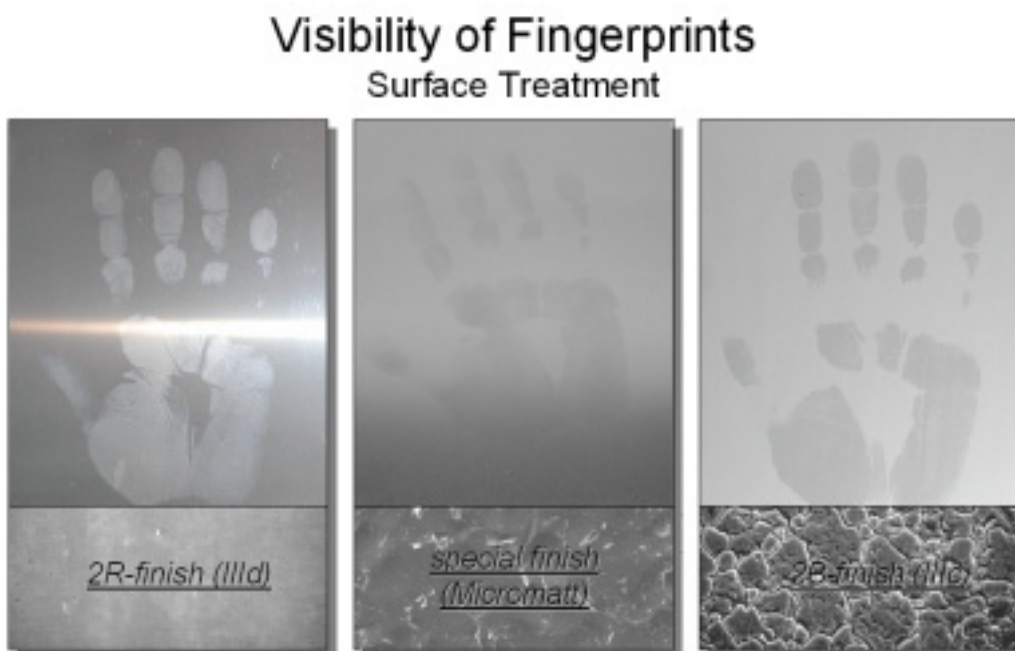 Visibility of Fingerprints
Surface Treatment
2R-finish (IIId)
special finish
(Micromatt)
2B-finish (IIIc)